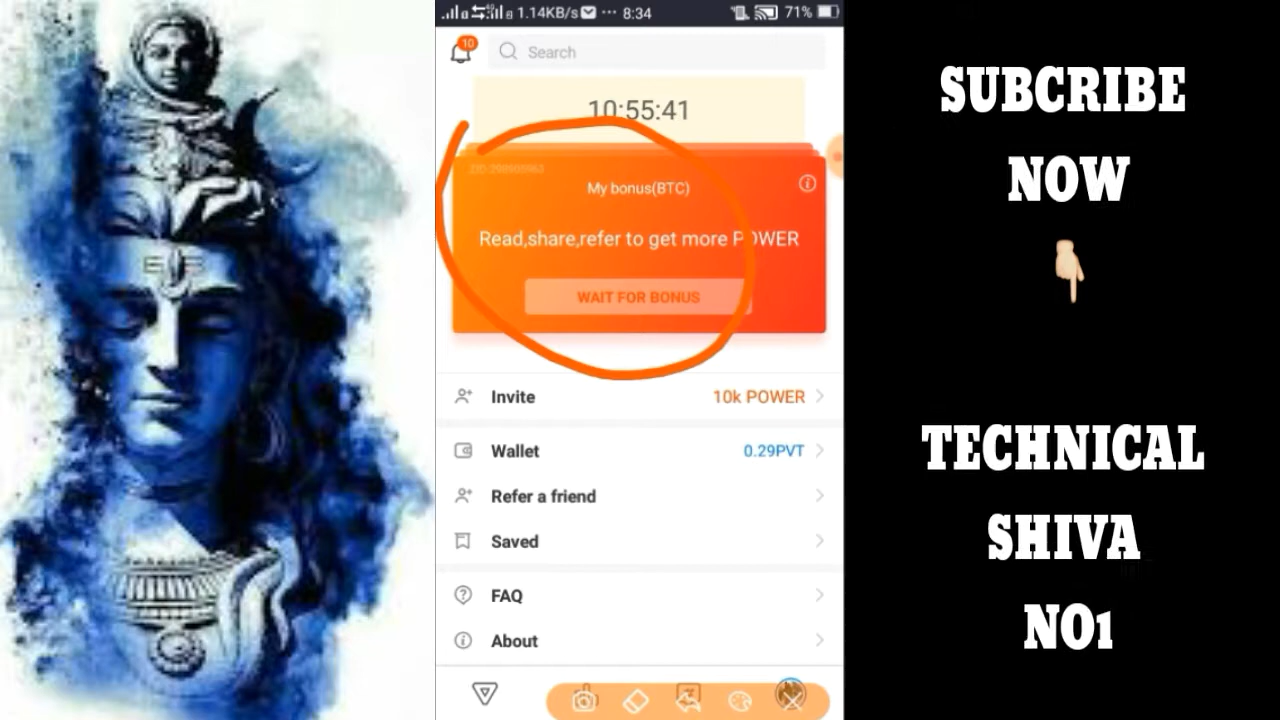 1.14KB/s ... 8:34 71%
10
Search
10:55:41
My bonus(BTC)
Read,share,refer to get more POWER
WAIT FOR BONUS
Invite 10k POWER
Wallet 0.29PVT
Refer a friend
Saved
FAQ
About
SUBCRIBE
NOW
TECHNICAL
SHIVA
NO1